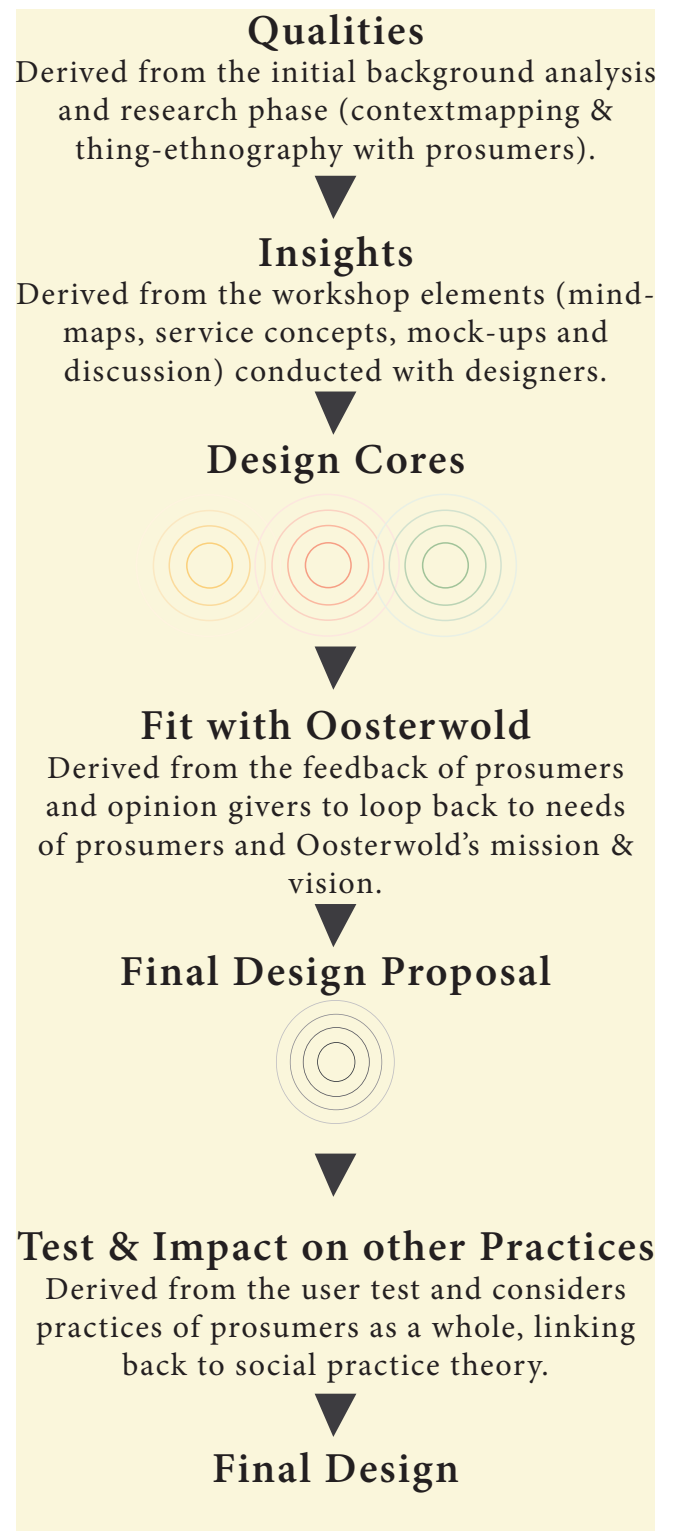 Qualities
Derived from the initial background analysis
and research phase (contextmapping &
thing-ethnography with prosumers).
Insights
Derived from the workshop elements (mind-
maps, service concepts, mock-ups and
discussion) conducted with designers.
Design Cores
Fit with Oosterwold
Derived from the feedback of prosumers
and opinion givers to loop back to needs
of prosumers and Oosterwold’s mission &
vision.
Final Design Proposal
Test & Impact on other Practices
Derived from the user test and considers
practices of prosumers as a whole, linking
back to social practice theory.
Final Design